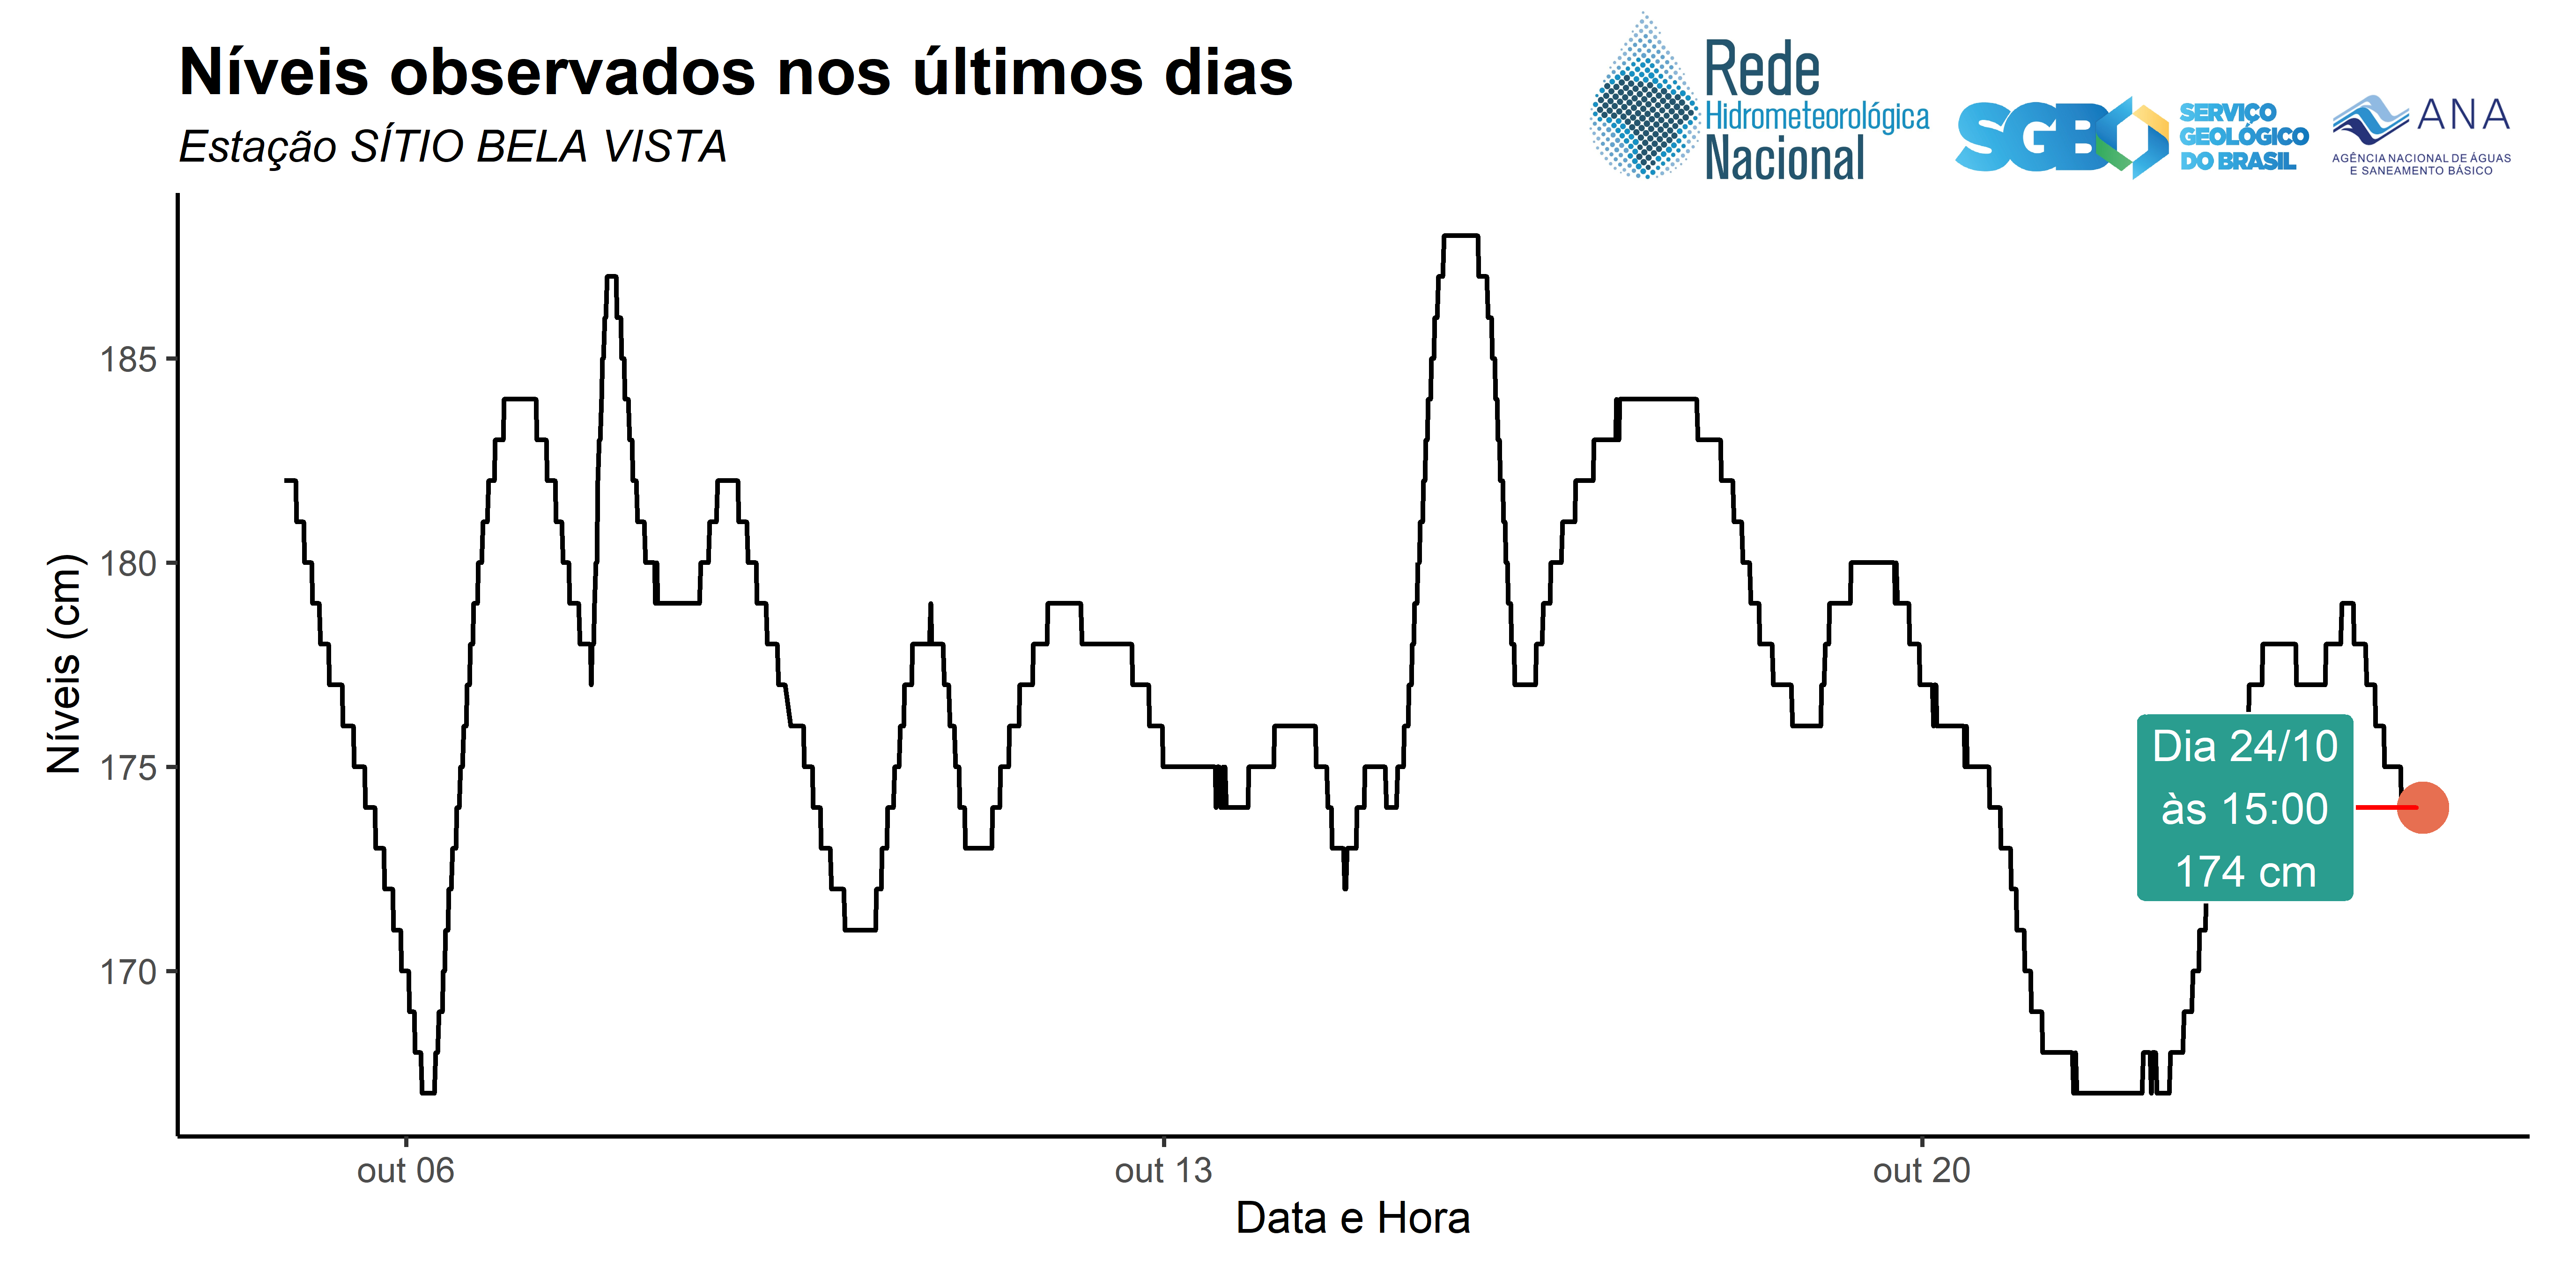 Níveis observados nos últimos dias
Estação SÍTIO BELA VISTA
Rede
Hidrometeorológica
Nacional
SGB
SERVIÇO
GEOLÓGICO
DO BRASIL
ANA
AGÊNCIA NACIONAL DE ÁGUAS
E SANEAMENTO BÁSICO
Níveis (cm)
185
180
175
170
Dia 24/10
às 15:00
174 cm
out 06
out 13
out 20
Data e Hora